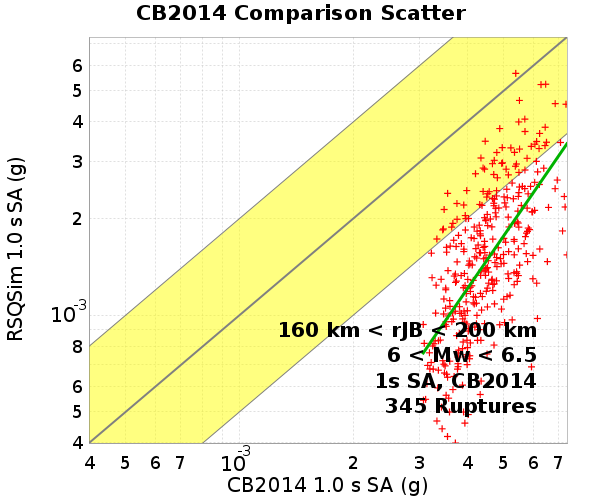 CB2014 Comparison Scatter
RSQSim 1.0 s SA (g)
6
5
4
3
2
10-3
8
6
5
4
160 km < rJB < 200 km
6 < Mw < 6.5
1s SA, CB2014
345 Ruptures
4 5 6 7 10-3 2 3 4 5 6 7
CB2014 1.0 s SA (g)